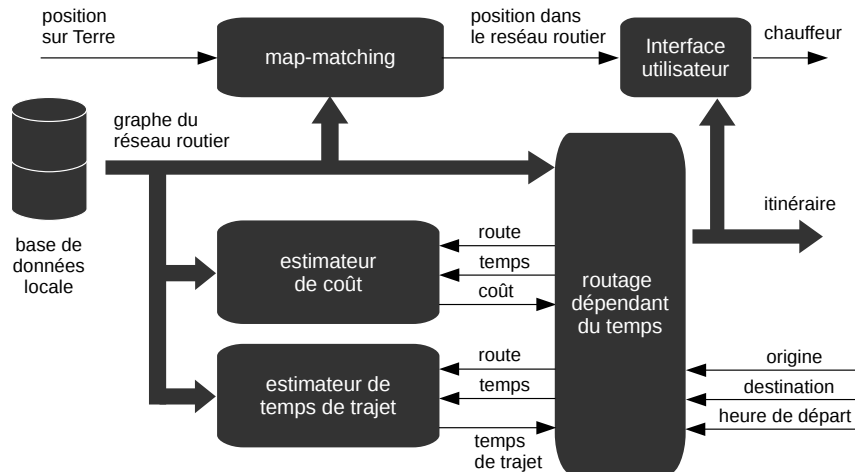 position
sur Terre
map-matching
position dans
le reséau routier
Interface
utilisateur
chauffeur
graphe du
réseau routier
base de
données
locale
estimateur
de coût
route
temps
coût
routage
dépendant
du temps
itinéraire
estimateur de
temps de trajet
route
temps
temps
de trajet
origine
destination
heure de départ